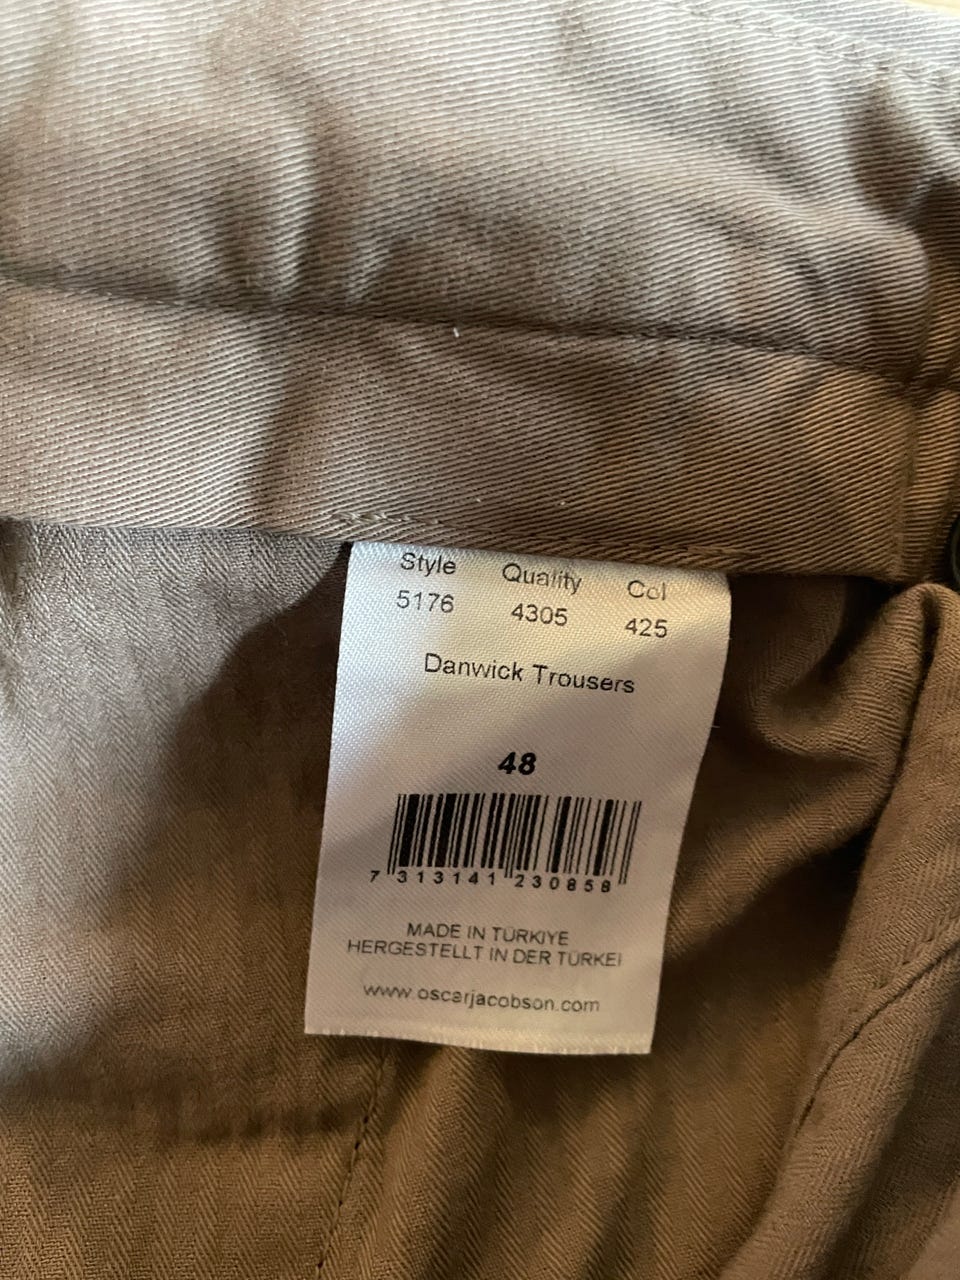 Style Quality Col
5176 4305 425
Danwick Trousers
48
7 313141 230858
MADE IN TÜRKIYE
HERGESTELLT IN DER TÜRKEI
www.oscarjacobson.com